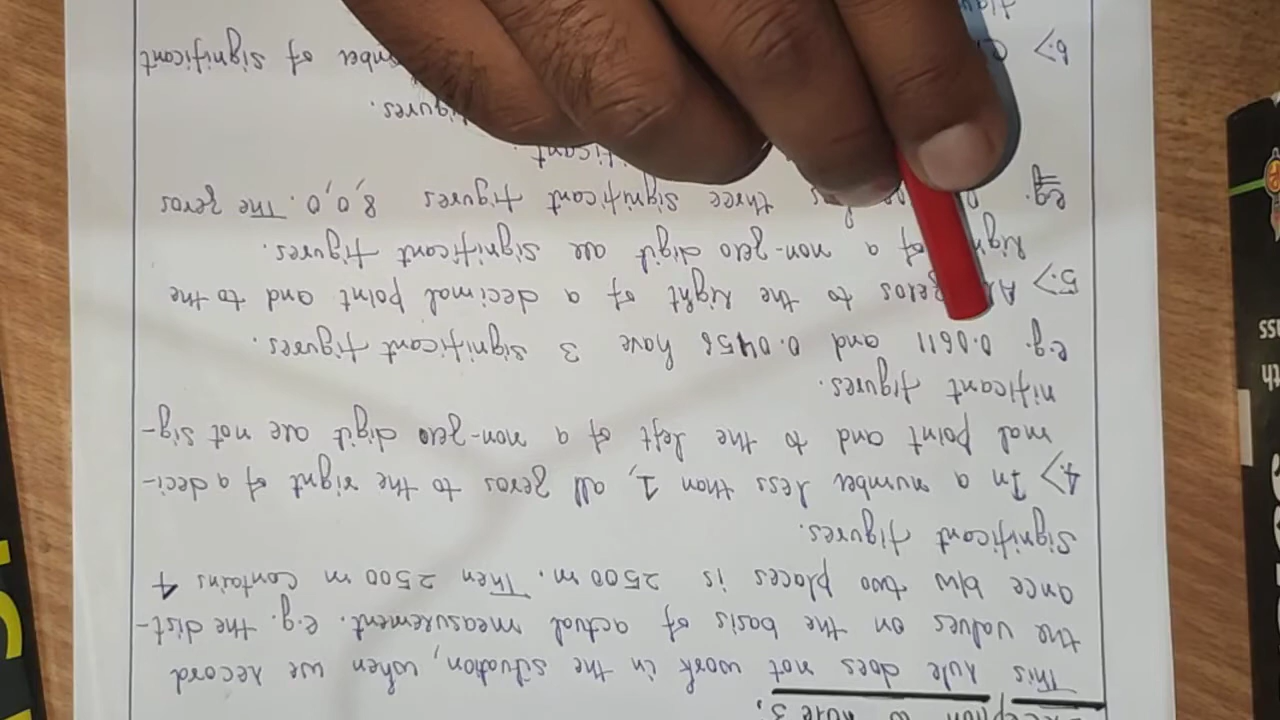 exception to rule 3.
This rule does not work in the situation, when we record
the values on the basis of actual measurement. e.g. the dist-
ance b/w two places is 2500 m. Then 2500 m contains 4
significant figures.
4.> In a number less than 1, all zeros to the right of a deci-
mal point and to the left of a non-zero digit are not sig-
nificant figures.
e.g. 0.0611 and 0.0456 have 3 significant figures.
5.> All zeros to the right of a decimal point and to the
right of a non-zero digit are significant figures.
e.g. three significant figures 8,0,0. The zeros
figures.
6.> number of significant